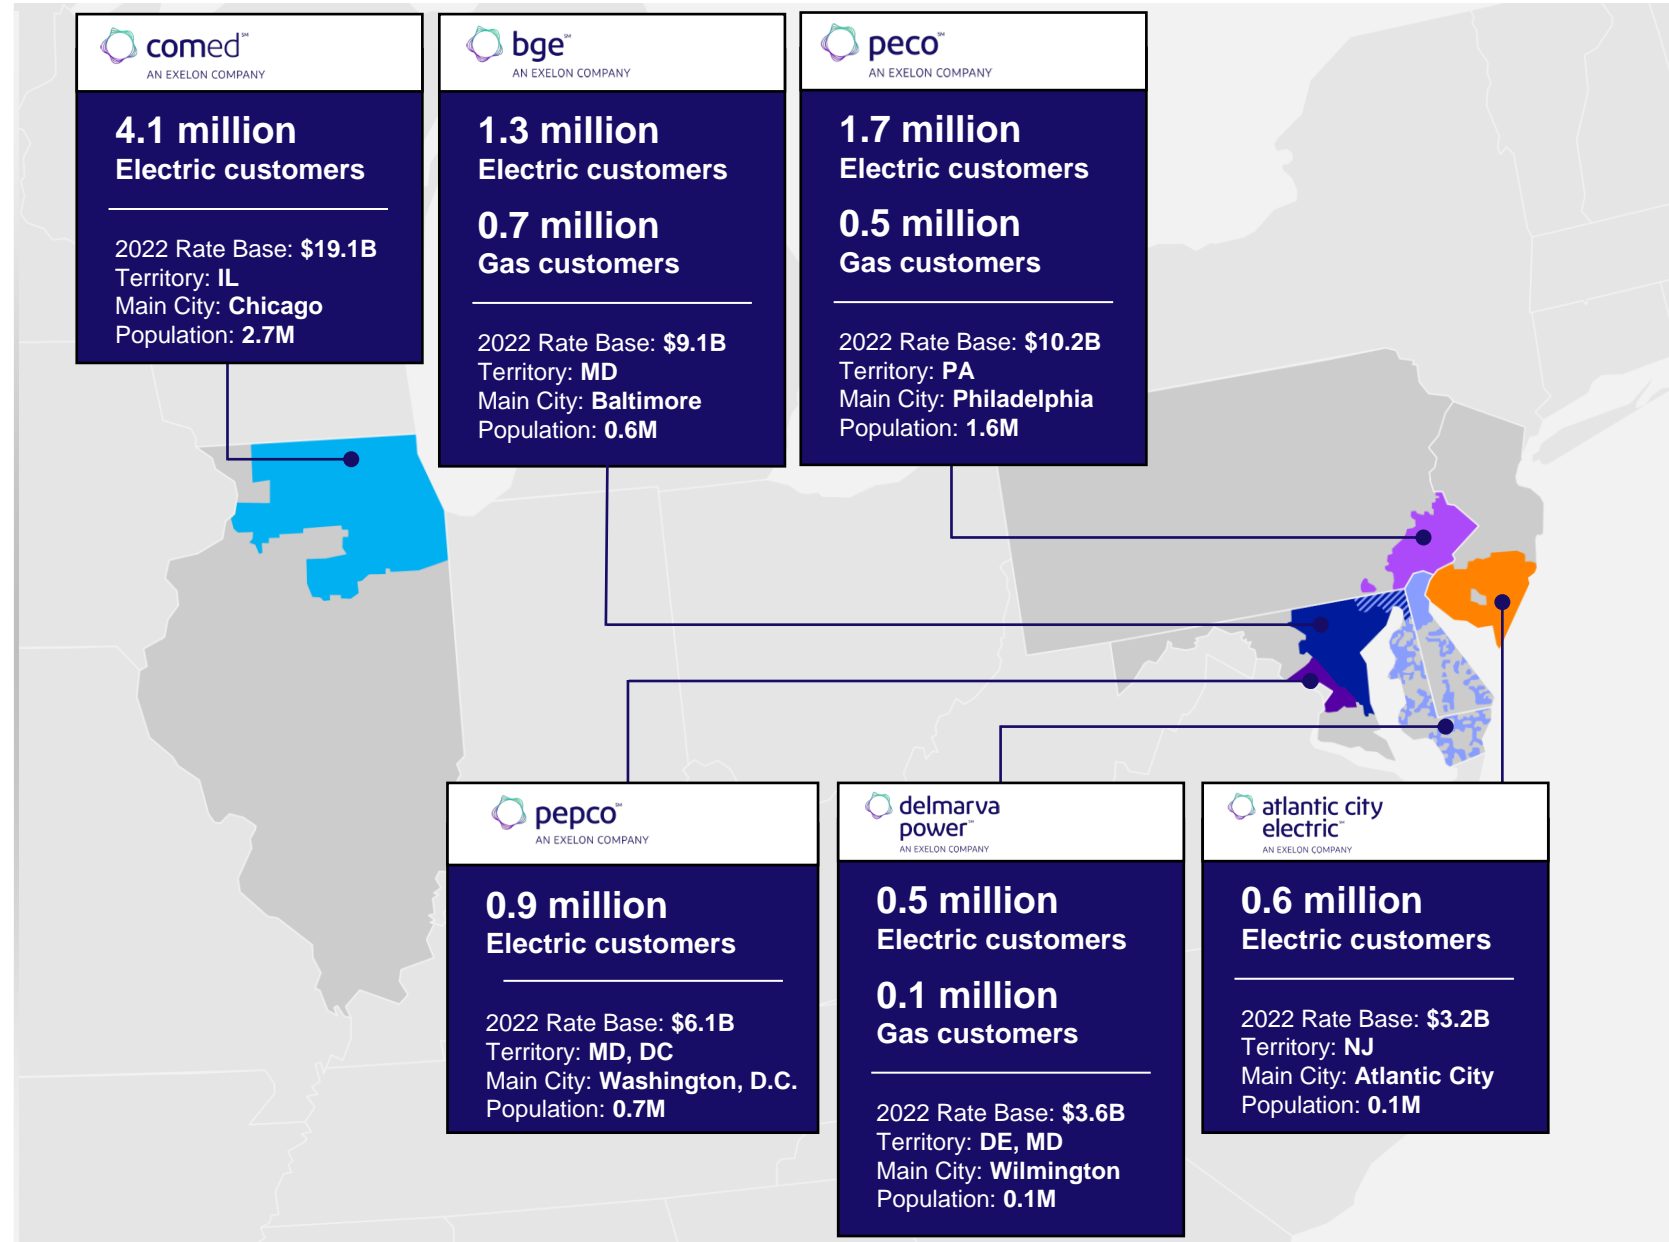 comed℠
AN EXELON COMPANY
4.1 million
Electric customers
2022 Rate Base: $19.1B
Territory: IL
Main City: Chicago
Population: 2.7M
bge℠
AN EXELON COMPANY
1.3 million
Electric customers
0.7 million
Gas customers
2022 Rate Base: $9.1B
Territory: MD
Main City: Baltimore
Population: 0.6M
peco℠
AN EXELON COMPANY
1.7 million
Electric customers
0.5 million
Gas customers
2022 Rate Base: $10.2B
Territory: PA
Main City: Philadelphia
Population: 1.6M
pepco℠
AN EXELON COMPANY
0.9 million
Electric customers
2022 Rate Base: $6.1B
Territory: MD, DC
Main City: Washington, D.C.
Population: 0.7M
delmarva
power℠
AN EXELON COMPANY
0.5 million
Electric customers
0.1 million
Gas customers
2022 Rate Base: $3.6B
Territory: DE, MD
Main City: Wilmington
Population: 0.1M
atlantic city
electric℠
AN EXELON COMPANY
0.6 million
Electric customers
2022 Rate Base: $3.2B
Territory: NJ
Main City: Atlantic City
Population: 0.1M